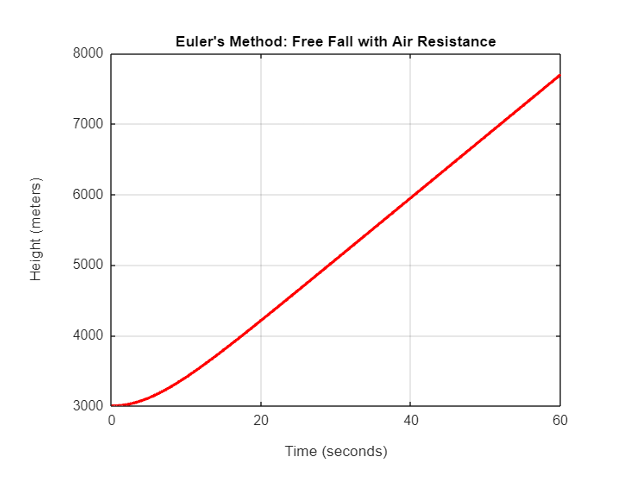 Euler's Method: Free Fall with Air Resistance
8000
7000
6000
5000
4000
3000
Height (meters)
0 20 40 60
Time (seconds)